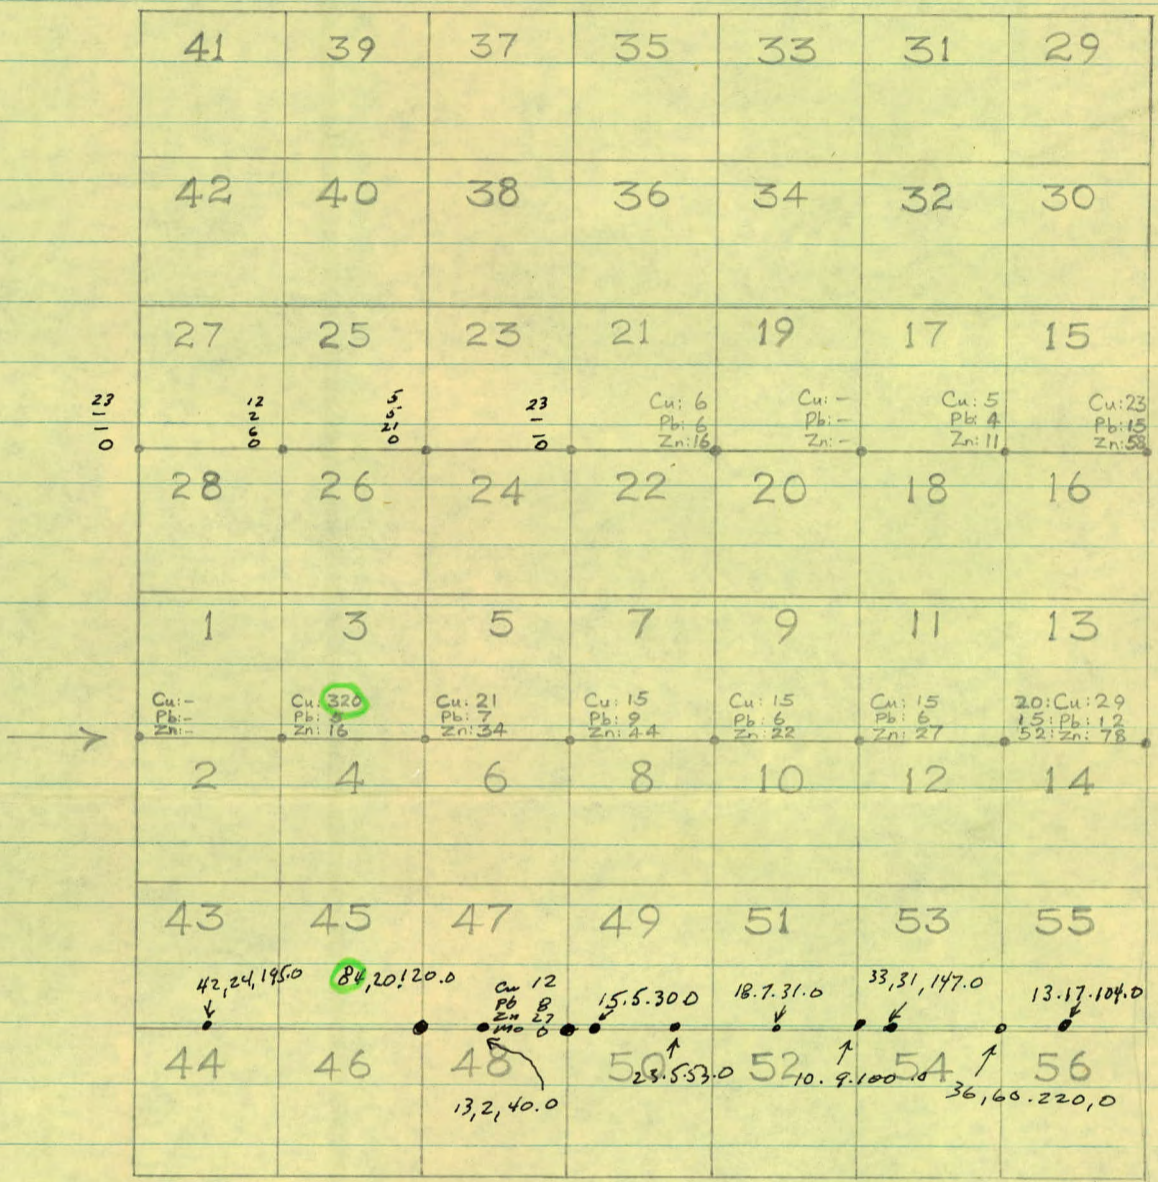 41 39 37 35 33 31 29
42 40 38 36 34 32 30
27 25 23 21 19 17 15
23 12 5 23 Cu: 6 Cu: - Cu: 5 Cu: 23
- 2 5 - Pb: 6 Pb: - Pb: 4 Pb: 15
- 6 21 Zn: 16 Zn: - Zn: 11 Zn: 58
0 0 0 0
28 26 24 22 20 18 16
1 3 5 7 9 11 13
Cu: - Cu: 320 Cu: 21 Cu: 15 Cu: 15 Cu: 15 20: Cu: 29
Pb: - Pb: 5 Pb: 7 Pb: 9 Pb: 6 Pb: 6 15: Pb: 12
Zn: - Zn: 16 Zn: 34 Zn: 44 Zn: 22 Zn: 27 52: Zn: 78
2 4 6 8 10 12 14
43 45 47 49 51 53 55
42, 24, 195.0 84, 20, 120.0 Cu 12 15.5.30 0 18.7.31.0 33, 31, 147.0 13.17.104.0
Pb 8
Zn 27
Mo 0
44 46 48 50 52 54 56
13, 2, 40.0 23.5.53.0 10.9.100.0 36, 60.220, 0